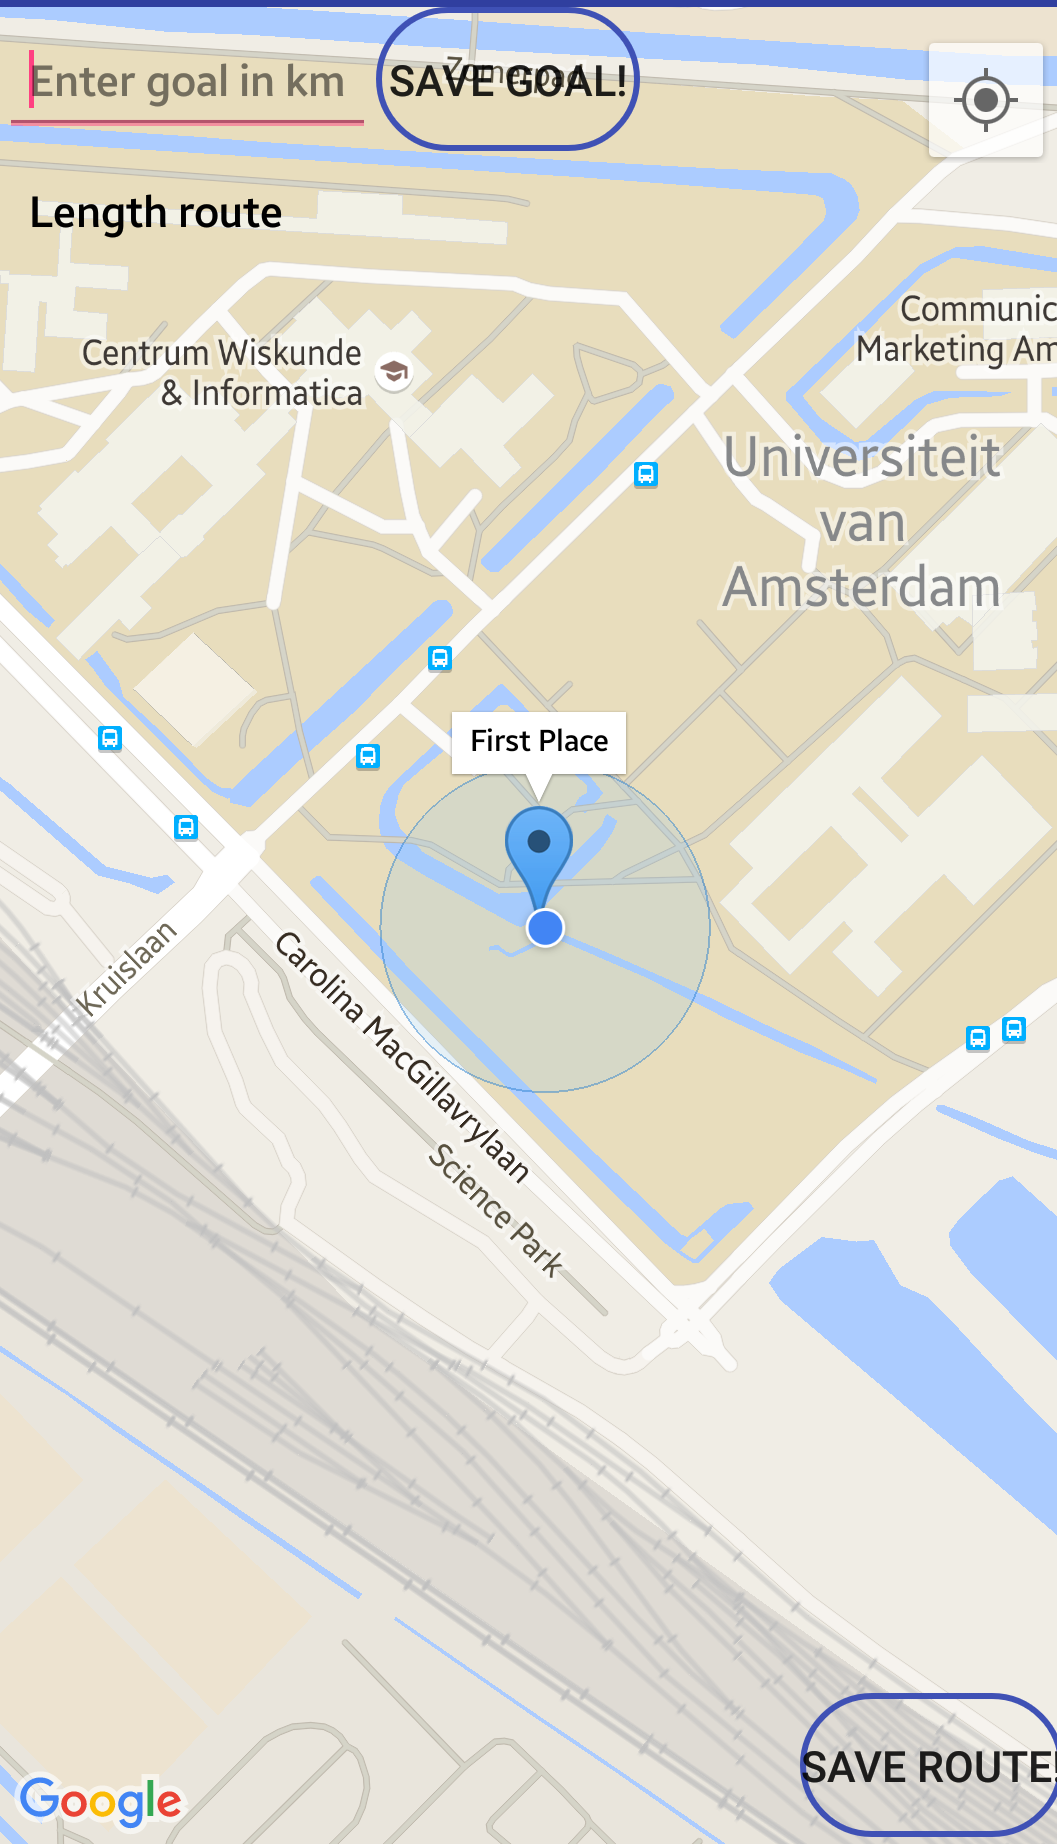 Enter goal in km
Zomerpad
SAVE GOAL!
Length route
Communic
Marketing Am
Centrum Wiskunde
& Informatica
Universiteit
van
Amsterdam
First Place
Kruislaan
Carolina MacGillavrylaan
Science Park
SAVE ROUTE!
Google